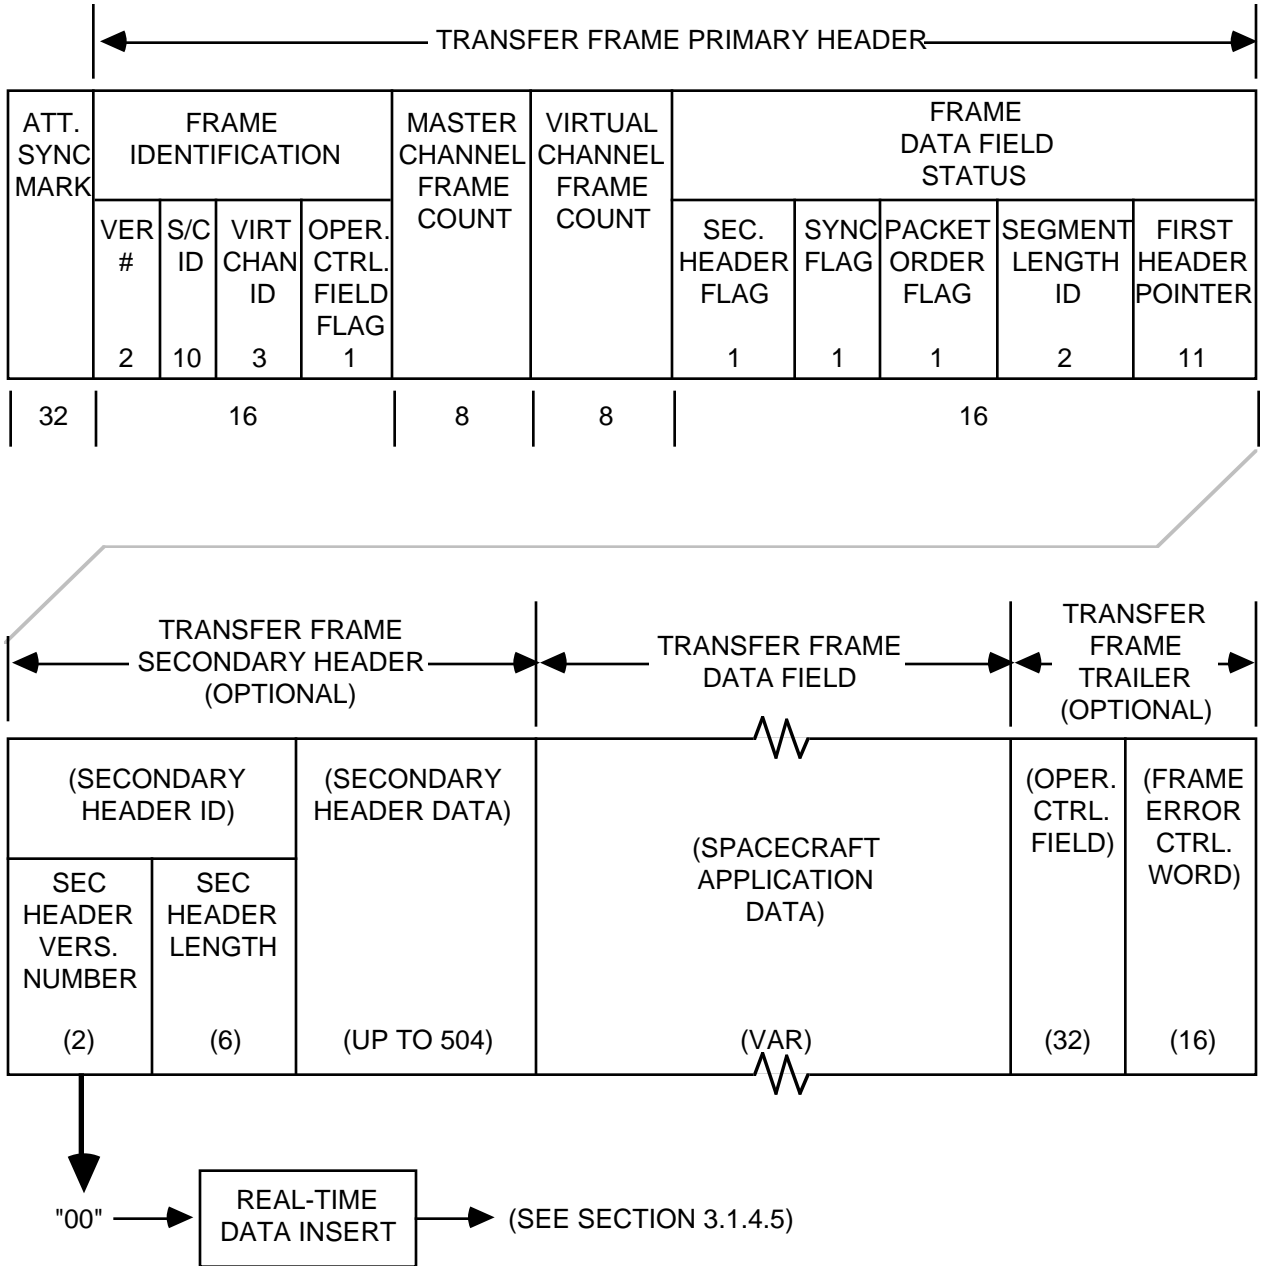 TRANSFER FRAME PRIMARY HEADER
ATT.
SYNC
MARK
FRAME
IDENTIFICATION
MASTER
CHANNEL
FRAME
COUNT
VIRTUAL
CHANNEL
FRAME
COUNT
FRAME
DATA FIELD
STATUS
VER
#
2
S/C
ID
10
VIRT
CHAN
ID
3
OPER.
CTRL.
FIELD
FLAG
1
SEC.
HEADER
FLAG
1
SYNC
FLAG
1
PACKET
ORDER
FLAG
1
SEGMENT
LENGTH
ID
2
FIRST
HEADER
POINTER
11
32
16
8
8
16
TRANSFER FRAME
SECONDARY HEADER
(OPTIONAL)
TRANSFER FRAME
DATA FIELD
TRANSFER
FRAME
TRAILER
(OPTIONAL)
(SECONDARY
HEADER ID)
SEC
HEADER
VERS.
NUMBER
(2)
SEC
HEADER
LENGTH
(6)
(SECONDARY
HEADER DATA)
(UP TO 504)
(SPACECRAFT
APPLICATION
DATA)
(VAR)
(OPER.
CTRL.
FIELD)
(32)
(FRAME
ERROR
CTRL.
WORD)
(16)
"00"
REAL-TIME
DATA INSERT
(SEE SECTION 3.1.4.5)